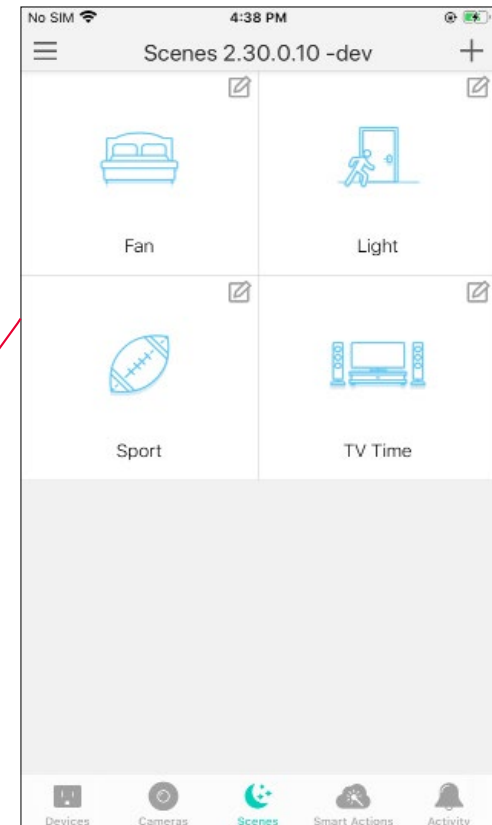 No SIM 4:38 PM
Scenes 2.30.0.10 -dev
Fan Light
Sport TV Time
Devices Cameras Scenes Smart Actions Activity